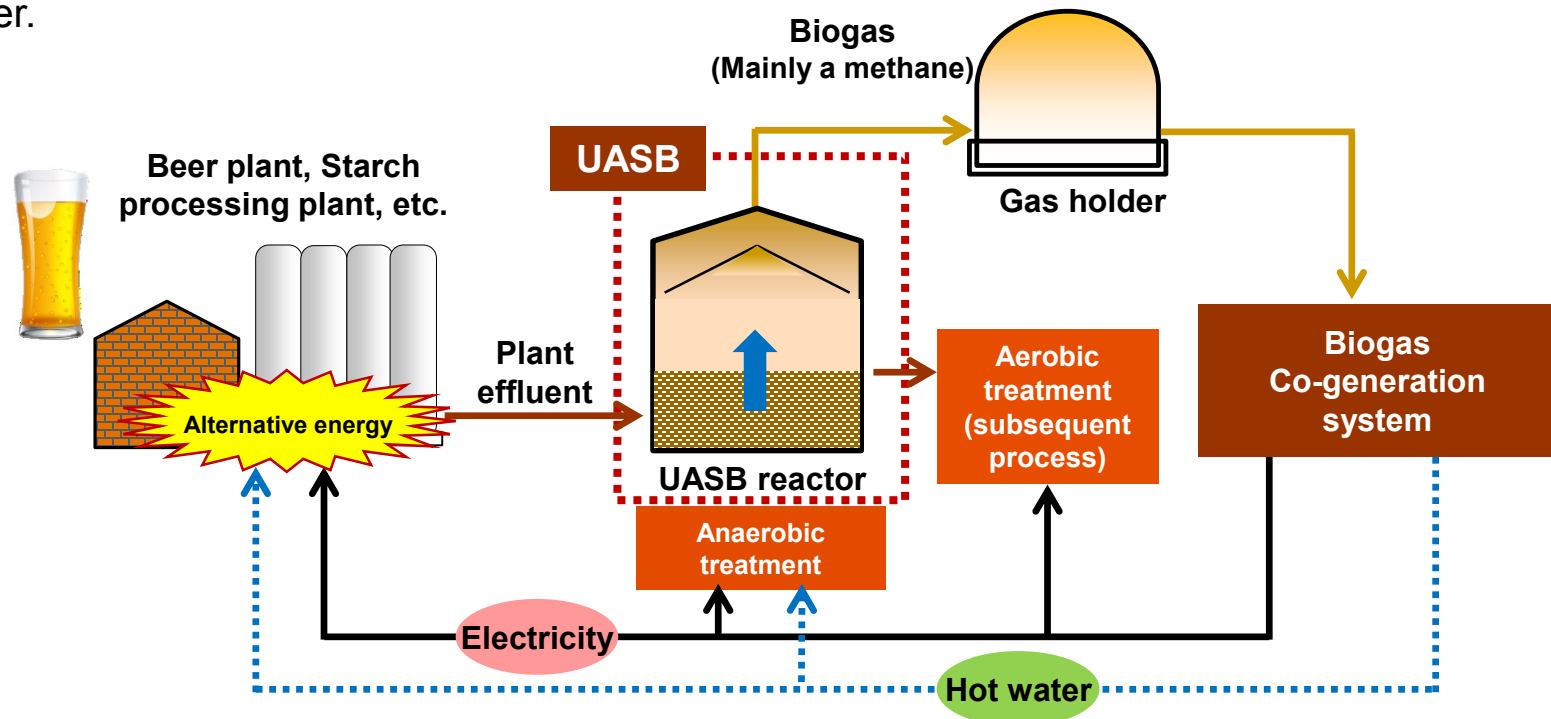 er.
Biogas
(Mainly a methane)
UASB
Beer plant, Starch
processing plant, etc.
Gas holder
Plant
effluent
Alternative energy
Aerobic
treatment
(subsequent
process)
Biogas
Co-generation
system
UASB reactor
Anaerobic
treatment
Electricity
Hot water